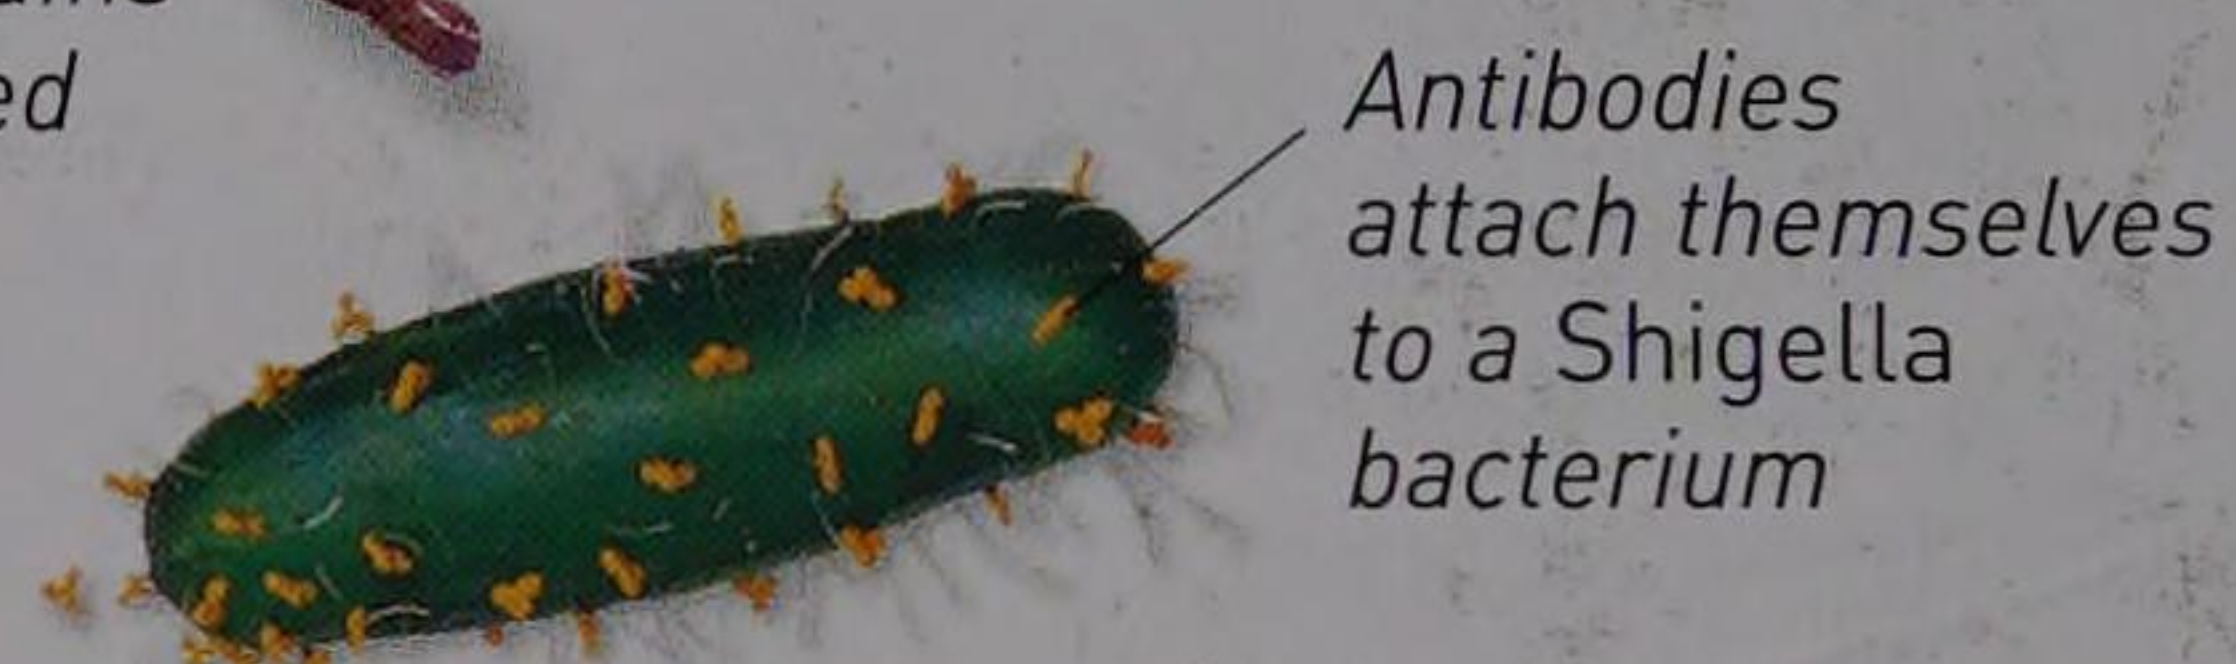 ed
Antibodies
attach themselves
to a Shigella
bacterium